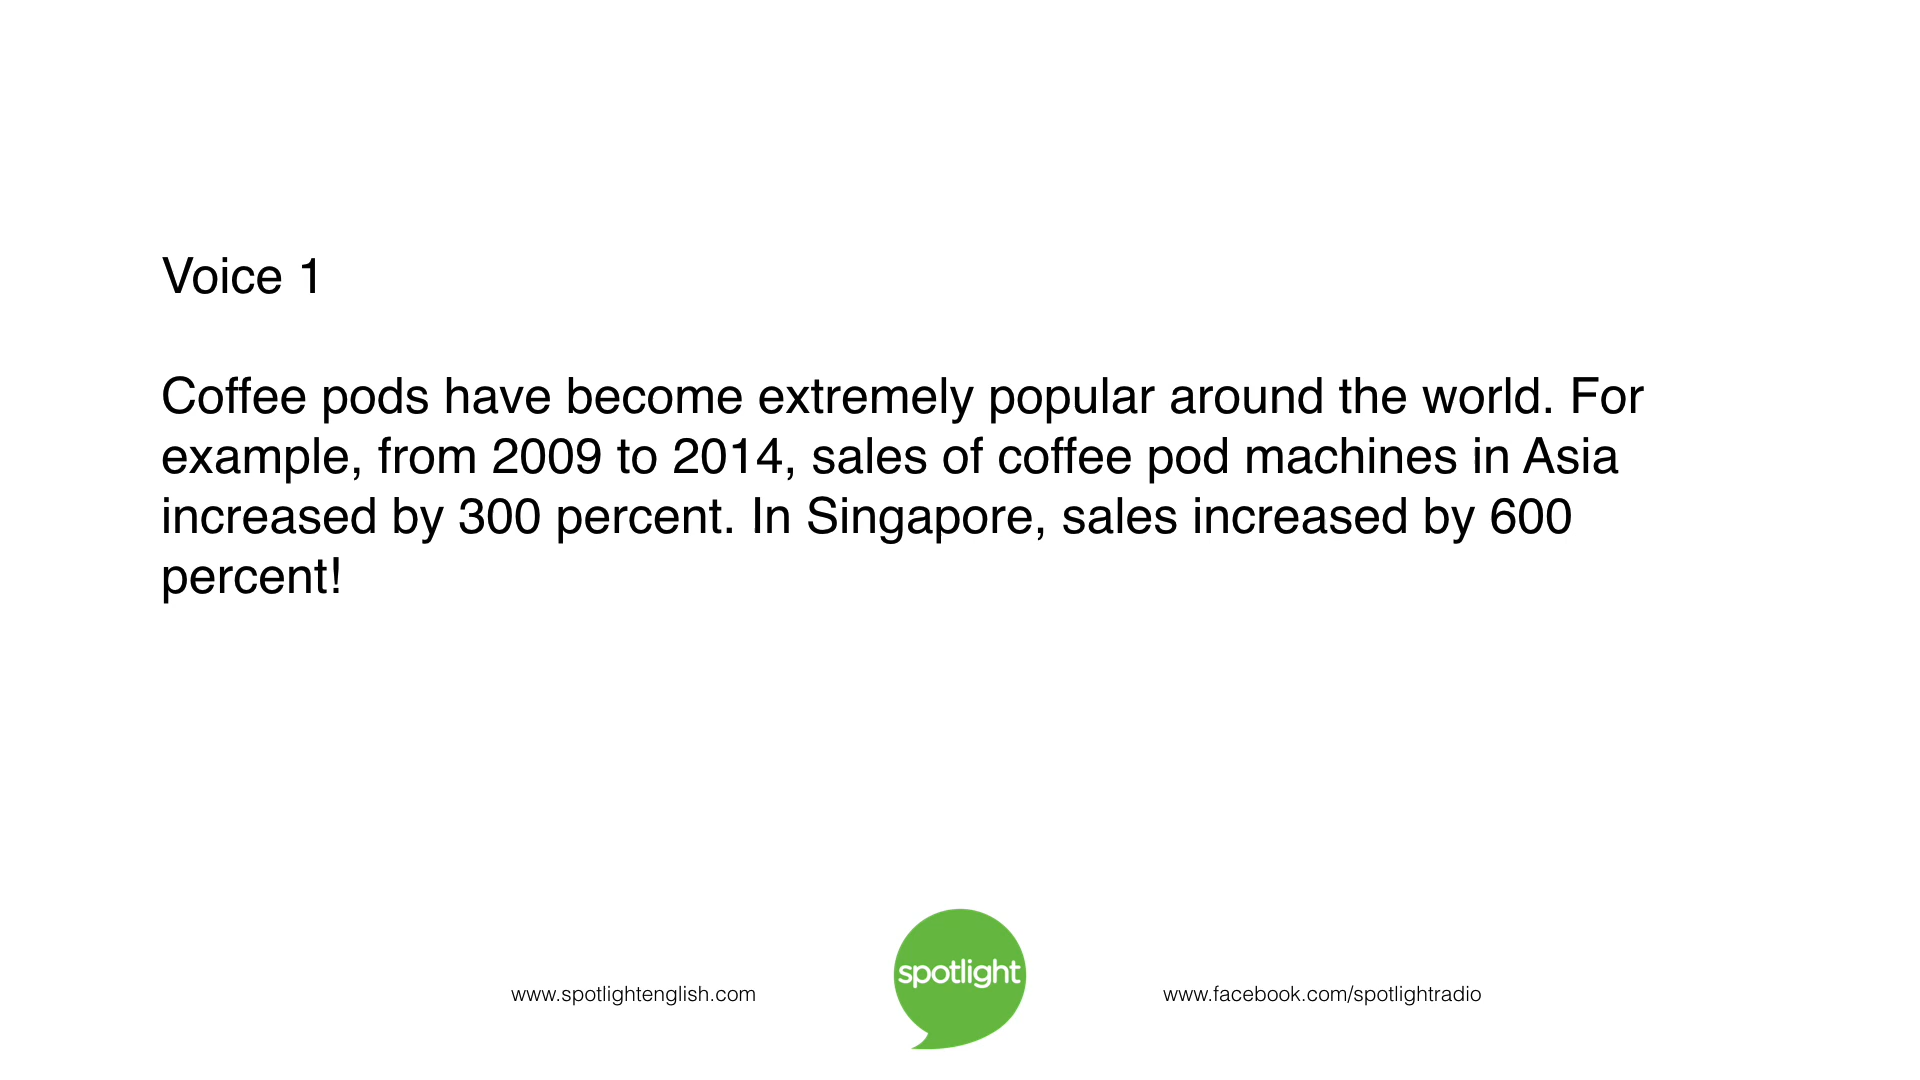 Voice 1
Coffee pods have become extremely popular around the world. For
example, from 2009 to 2014, sales of coffee pod machines in Asia
increased by 300 percent. In Singapore, sales increased by 600
percent!
spotlight
www.spotlightenglish.com
www.facebook.com/spotlightradio